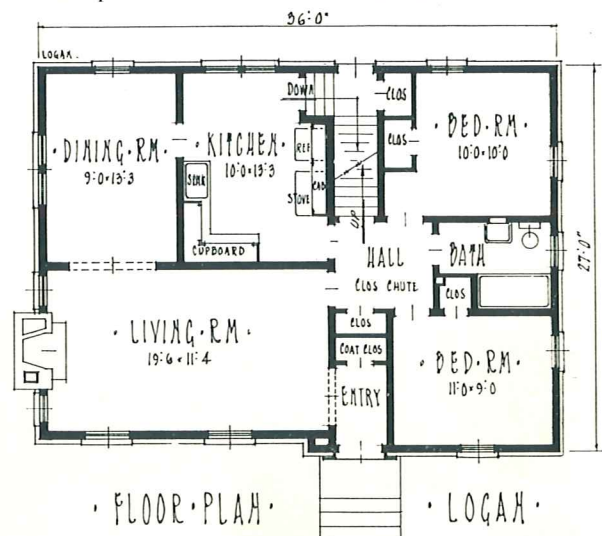 36'-0"
LOGAN.
DOWN
CLOS
CLOS
· DINING · RM ·
9'-0 x 13'-3
· KITCHEN ·
10'-0 x 13'-3
REF
CAB
STOVE
SINK
CUPBOARD
UP
· BED · RM ·
10'-0 x 10'-0
27'-0"
HALL
BATH
CLOS CHUTE
CLOS
CLOS
COAT CLOS
ENTRY
· LIVING · RM ·
19'-6 x 11'-4
· BED · RM ·
11'-0 x 9'-0
· FLOOR · PLAN · · LOGAN ·